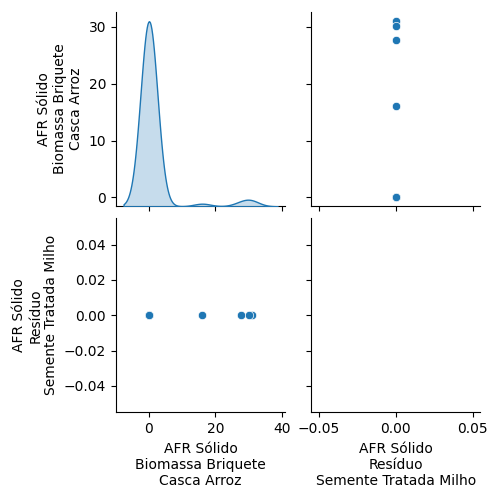 30
20
10
0
AFR Sólido
Biomassa Briquete
Casca Arroz
0.04
0.02
0.00
−0.02
−0.04
AFR Sólido
Resíduo
Semente Tratada Milho
0
20
40
AFR Sólido
Biomassa Briquete
Casca Arroz
−0.05
0.00
0.05
AFR Sólido
Resíduo
Semente Tratada Milho